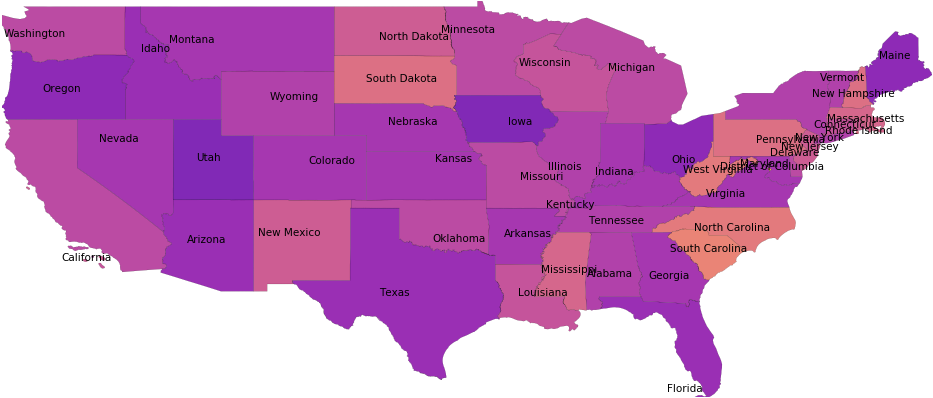 Washington
Montana
Idaho
North Dakota
Minnesota
Maine
Oregon
Wyoming
South Dakota
Wisconsin
Michigan
Vermont
New Hampshire
Massachusetts
Connecticut
Rhode Island
Nevada
Nebraska
Iowa
Pennsylvania
New York
New Jersey
Delaware
Utah
Colorado
Kansas
Illinois
Indiana
Ohio
Maryland
District of Columbia
West Virginia
Missouri
Virginia
Kentucky
Arizona
New Mexico
Oklahoma
Arkansas
Tennessee
North Carolina
South Carolina
California
Mississippi
Alabama
Georgia
Texas
Louisiana
Florida